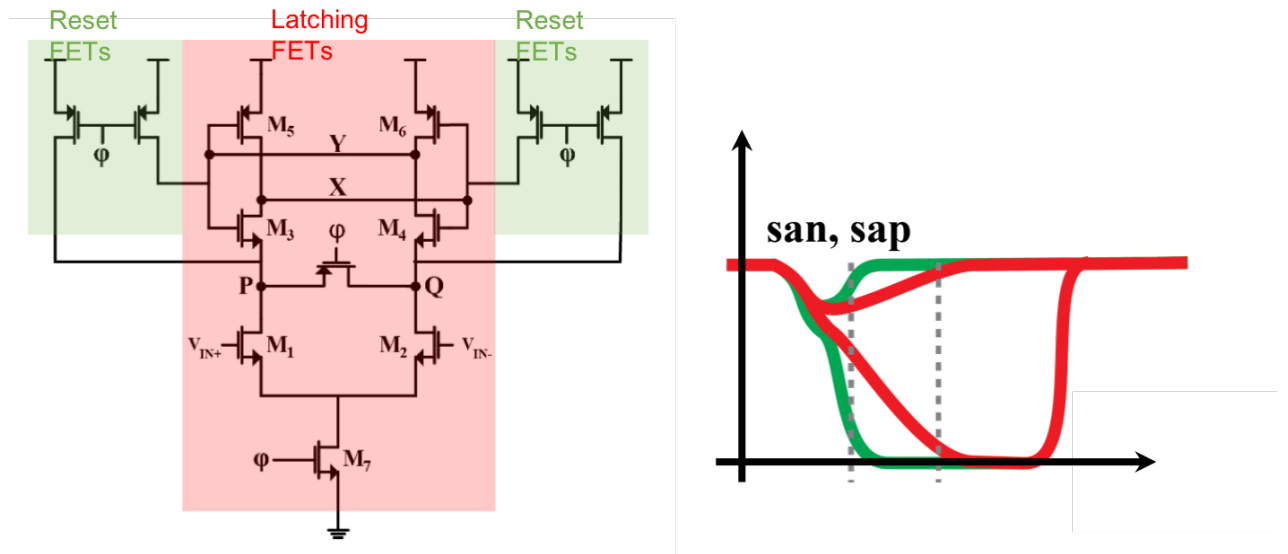 Reset
FETs
Latching
FETs
Reset
FETs
M5
M6
Y
X
φ
φ
M3
φ
M4
P
Q
VIN+
M1
M2
VIN-
φ
M7
san, sap